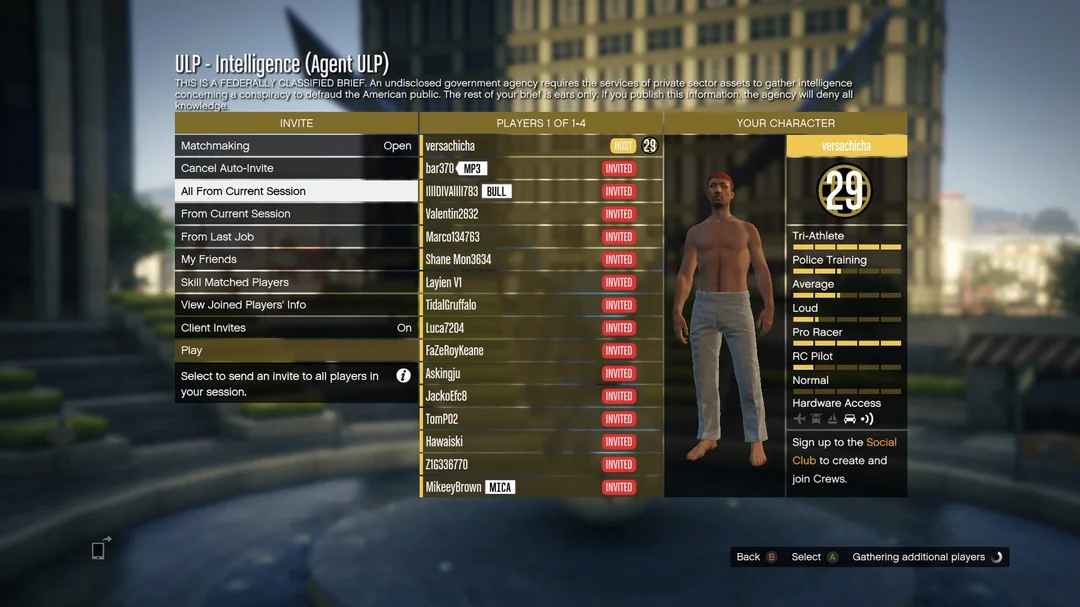 ULP - Intelligence (Agent ULP)
THIS IS A FEDERALLY CLASSIFIED BRIEF. An undisclosed government agency requires the services of private sector assets to gather intelligence
concerning a conspiracy to defraud the American public. The rest of your brief is ears only. If you publish this information, the agency will deny all
knowledge.
INVITE
PLAYERS 1 OF 1-4
YOUR CHARACTER
Matchmaking Open
Cancel Auto-Invite
All From Current Session
From Current Session
From Last Job
My Friends
Skill Matched Players
View Joined Players' Info
Client Invites On
Play
Select to send an invite to all players in
your session.
versachicha HOST 29
bar370 MP3 INVITED
IIIIDIVAIIII783 BULL INVITED
Valentin2832 INVITED
Marco134763 INVITED
Shane Mon3634 INVITED
Layien V1 INVITED
TidalGruffalo INVITED
Luca7204 INVITED
FaZeRoyKeane INVITED
Askingju INVITED
JackoEfc8 INVITED
TomP02 INVITED
Hawaiski INVITED
Z1G336770 INVITED
MikeeyBrown MICA INVITED
versachicha
29
Tri-Athlete
Police Training
Average
Loud
Pro Racer
RC Pilot
Normal
Hardware Access
Sign up to the Social
Club to create and
join Crews.
Back B Select A Gathering additional players